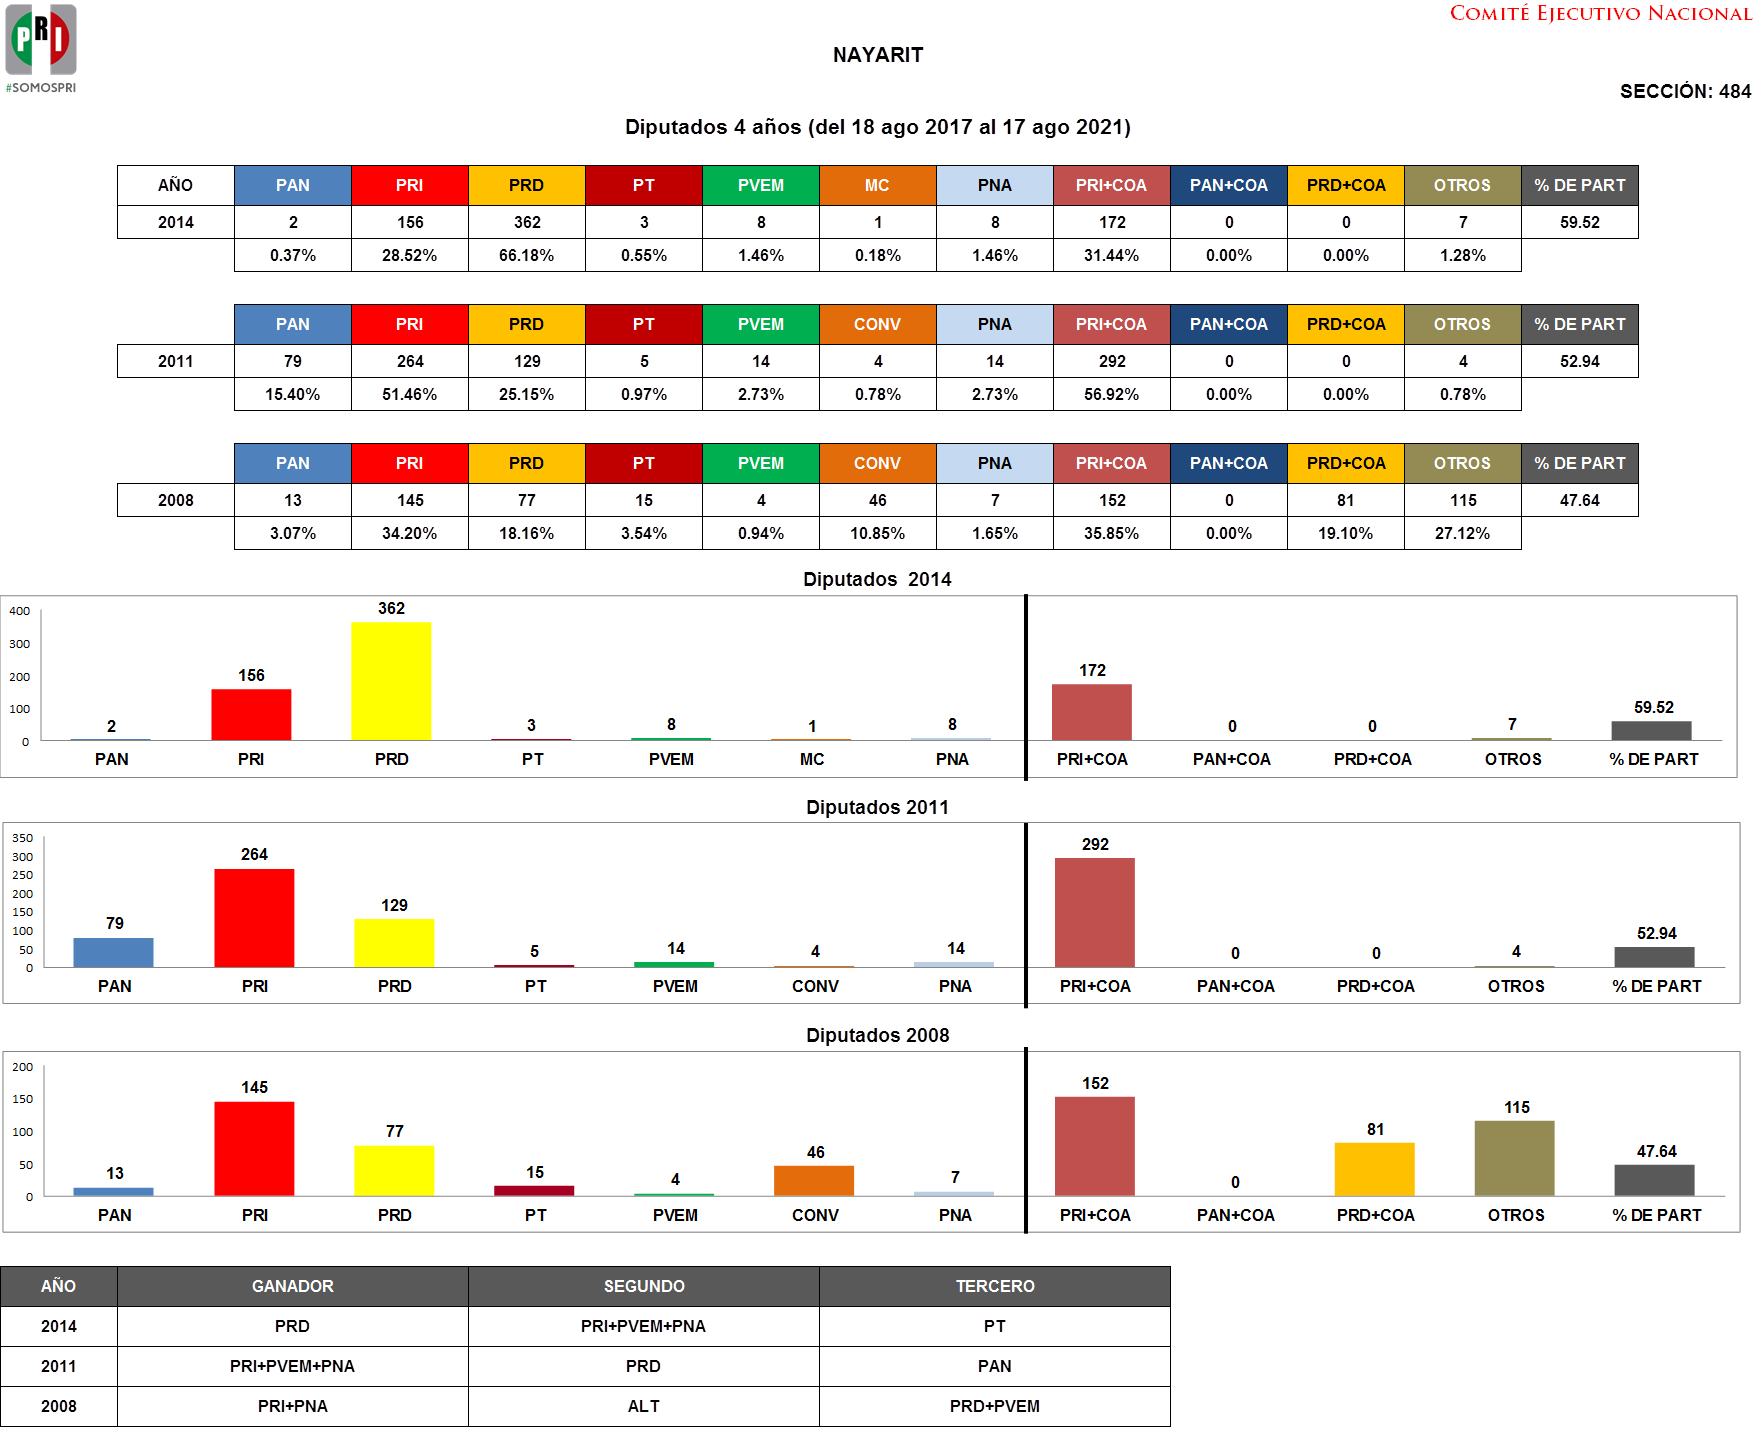 PRI
#SOMOSPRI
COMITÉ EJECUTIVO NACIONAL
NAYARIT
SECCIÓN: 484
Diputados 4 años (del 18 ago 2017 al 17 ago 2021)
AÑO PAN PRI PRD PT PVEM MC PNA PRI+COA PAN+COA PRD+COA OTROS % DE PART
2014 2 156 362 3 8 1 8 172 0 0 7 59.52
0.37% 28.52% 66.18% 0.55% 1.46% 0.18% 1.46% 31.44% 0.00% 0.00% 1.28%
PAN PRI PRD PT PVEM CONV PNA PRI+COA PAN+COA PRD+COA OTROS % DE PART
2011 79 264 129 5 14 4 14 292 0 0 4 52.94
15.40% 51.46% 25.15% 0.97% 2.73% 0.78% 2.73% 56.92% 0.00% 0.00% 0.78%
PAN PRI PRD PT PVEM CONV PNA PRI+COA PAN+COA PRD+COA OTROS % DE PART
2008 13 145 77 15 4 46 7 152 0 81 115 47.64
3.07% 34.20% 18.16% 3.54% 0.94% 10.85% 1.65% 35.85% 0.00% 19.10% 27.12%
Diputados 2014
400
300
200
100
0
2 156 362 3 8 1 8 172 0 0 7 59.52
PAN PRI PRD PT PVEM MC PNA PRI+COA PAN+COA PRD+COA OTROS % DE PART
Diputados 2011
350
300
250
200
150
100
50
0
79 264 129 5 14 4 14 292 0 0 4 52.94
PAN PRI PRD PT PVEM CONV PNA PRI+COA PAN+COA PRD+COA OTROS % DE PART
Diputados 2008
200
150
100
50
0
13 145 77 15 4 46 7 152 0 81 115 47.64
PAN PRI PRD PT PVEM CONV PNA PRI+COA PAN+COA PRD+COA OTROS % DE PART
AÑO GANADOR SEGUNDO TERCERO
2014 PRD PRI+PVEM+PNA PT
2011 PRI+PVEM+PNA PRD PAN
2008 PRI+PNA ALT PRD+PVEM